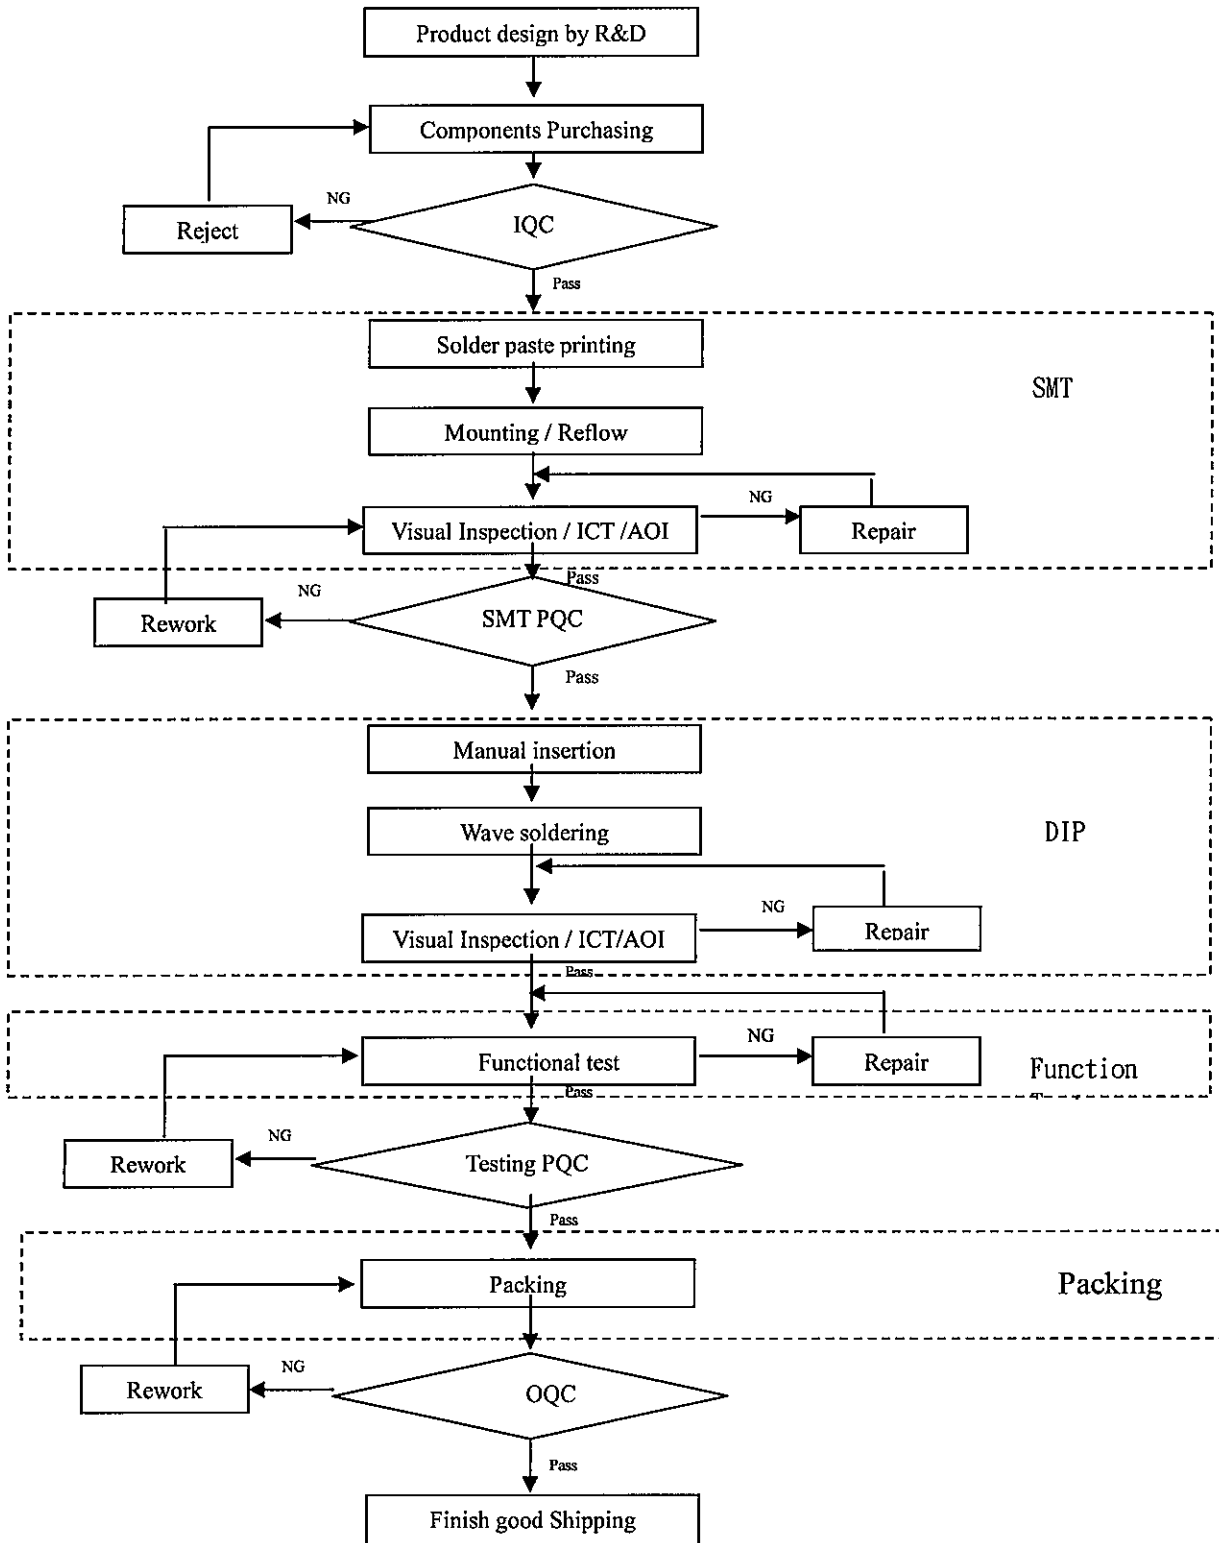 Product design by R&D
Components Purchasing
NG
Reject
IQC
Pass
Solder paste printing
SMT
Mounting / Reflow
NG
Visual Inspection / ICT /AOI
Repair
Pass
NG
Rework
SMT PQC
Pass
Manual insertion
Wave soldering
DIP
NG
Visual Inspection / ICT/AOI
Repair
Pass
NG
Functional test
Repair
Function
Pass
NG
Rework
Testing PQC
Pass
Packing
Packing
NG
Rework
OQC
Pass
Finish good Shipping